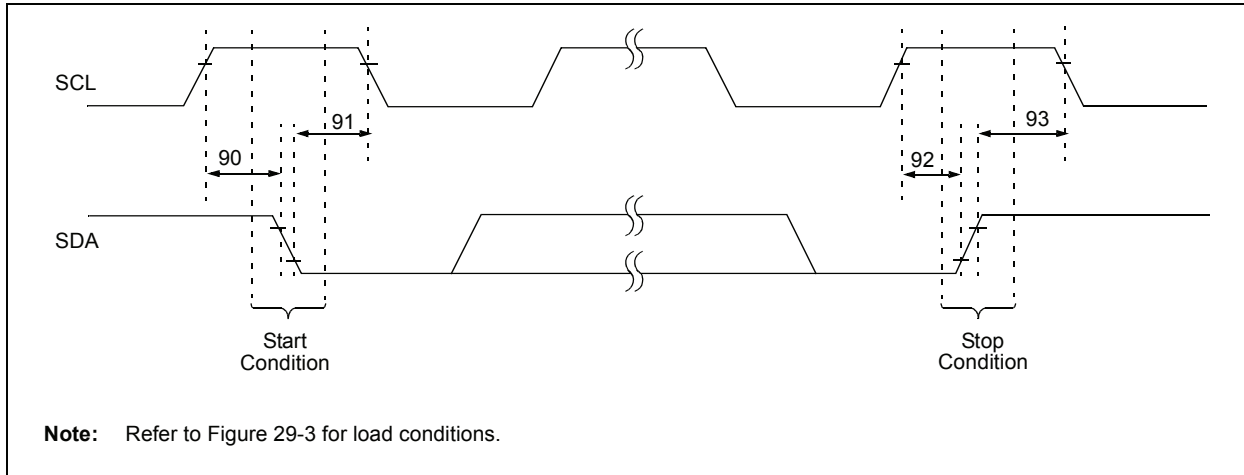 SCL
91
93
90
92
SDA
Start
Condition
Stop
Condition
Note: Refer to Figure 29-3 for load conditions.